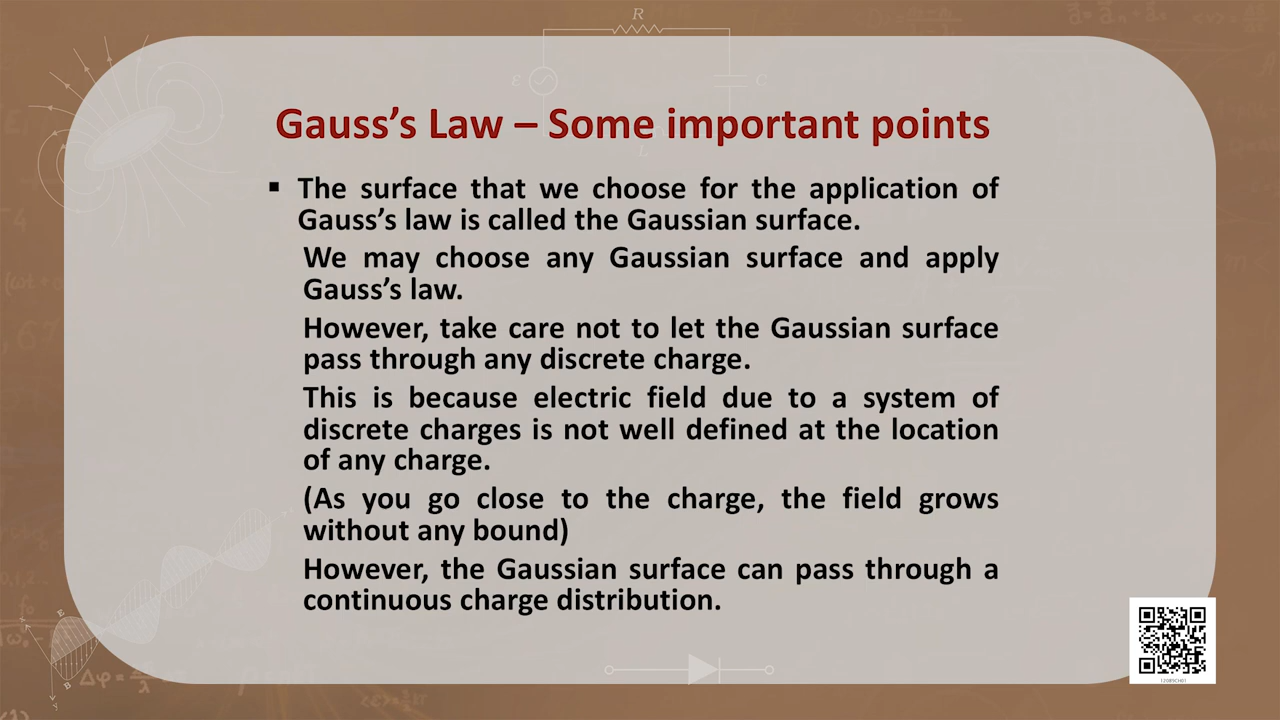 Gauss’s Law – Some important points
▪ The surface that we choose for the application of
Gauss’s law is called the Gaussian surface.
We may choose any Gaussian surface and apply
Gauss’s law.
However, take care not to let the Gaussian surface
pass through any discrete charge.
This is because electric field due to a system of
discrete charges is not well defined at the location
of any charge.
(As you go close to the charge, the field grows
without any bound)
However, the Gaussian surface can pass through a
continuous charge distribution.
R
ε
C
L
E
B
Δφ =